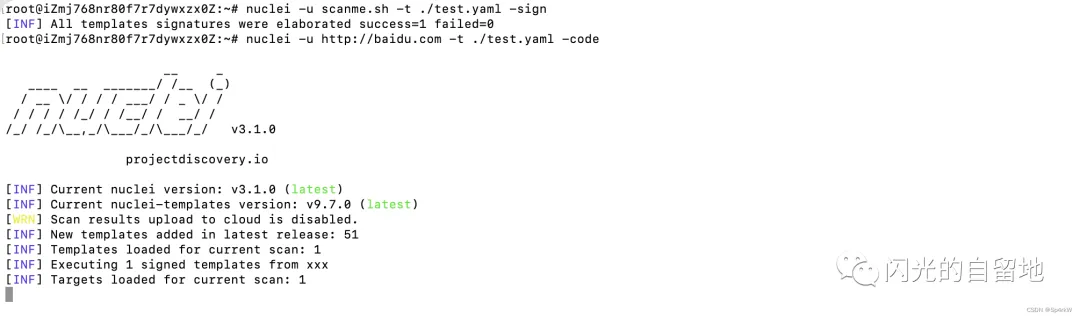 root@iZmj768nr80f7r7dywxzx0Z:~# nuclei -u scanme.sh -t ./test.yaml -sign
[INF] All templates signatures were elaborated success=1 failed=0
root@iZmj768nr80f7r7dywxzx0Z:~# nuclei -u http://baidu.com -t ./test.yaml -code
nuclei
v3.1.0
projectdiscovery.io
[INF] Current nuclei version: v3.1.0 (latest)
[INF] Current nuclei-templates version: v9.7.0 (latest)
[WRN] Scan results upload to cloud is disabled.
[INF] New templates added in latest release: 51
[INF] Templates loaded for current scan: 1
[INF] Executing 1 signed templates from xxx
[INF] Targets loaded for current scan: 1
闪光的自留地